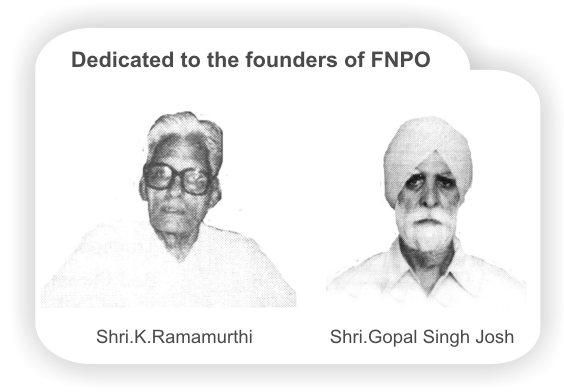 Dedicated to the founders of FNPO
Shri.K.Ramamurthi
Shri.Gopal Singh Josh